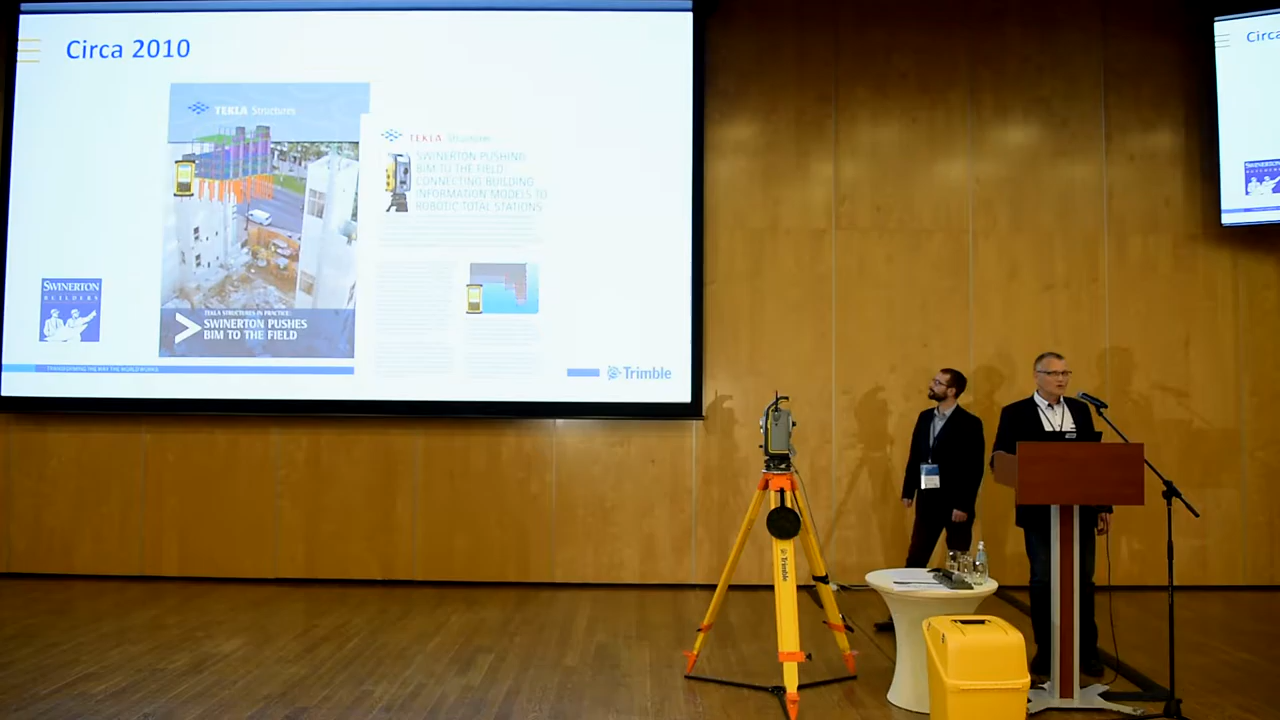 Circa 2010
TEKLA Structures
TEKLA Structures
SWINERTON PUSHING
BIM TO THE FIELD
CONNECTING BUILDING
INFORMATION MODELS TO
ROBOTIC TOTAL STATIONS
SWINERTON
BUILDERS
TEKLA STRUCTURES IN PRACTICE:
SWINERTON PUSHES
BIM TO THE FIELD
TRANSFORMING THE WAY THE WORLD WORKS
Trimble
Circa
SWINERTON
Trimble